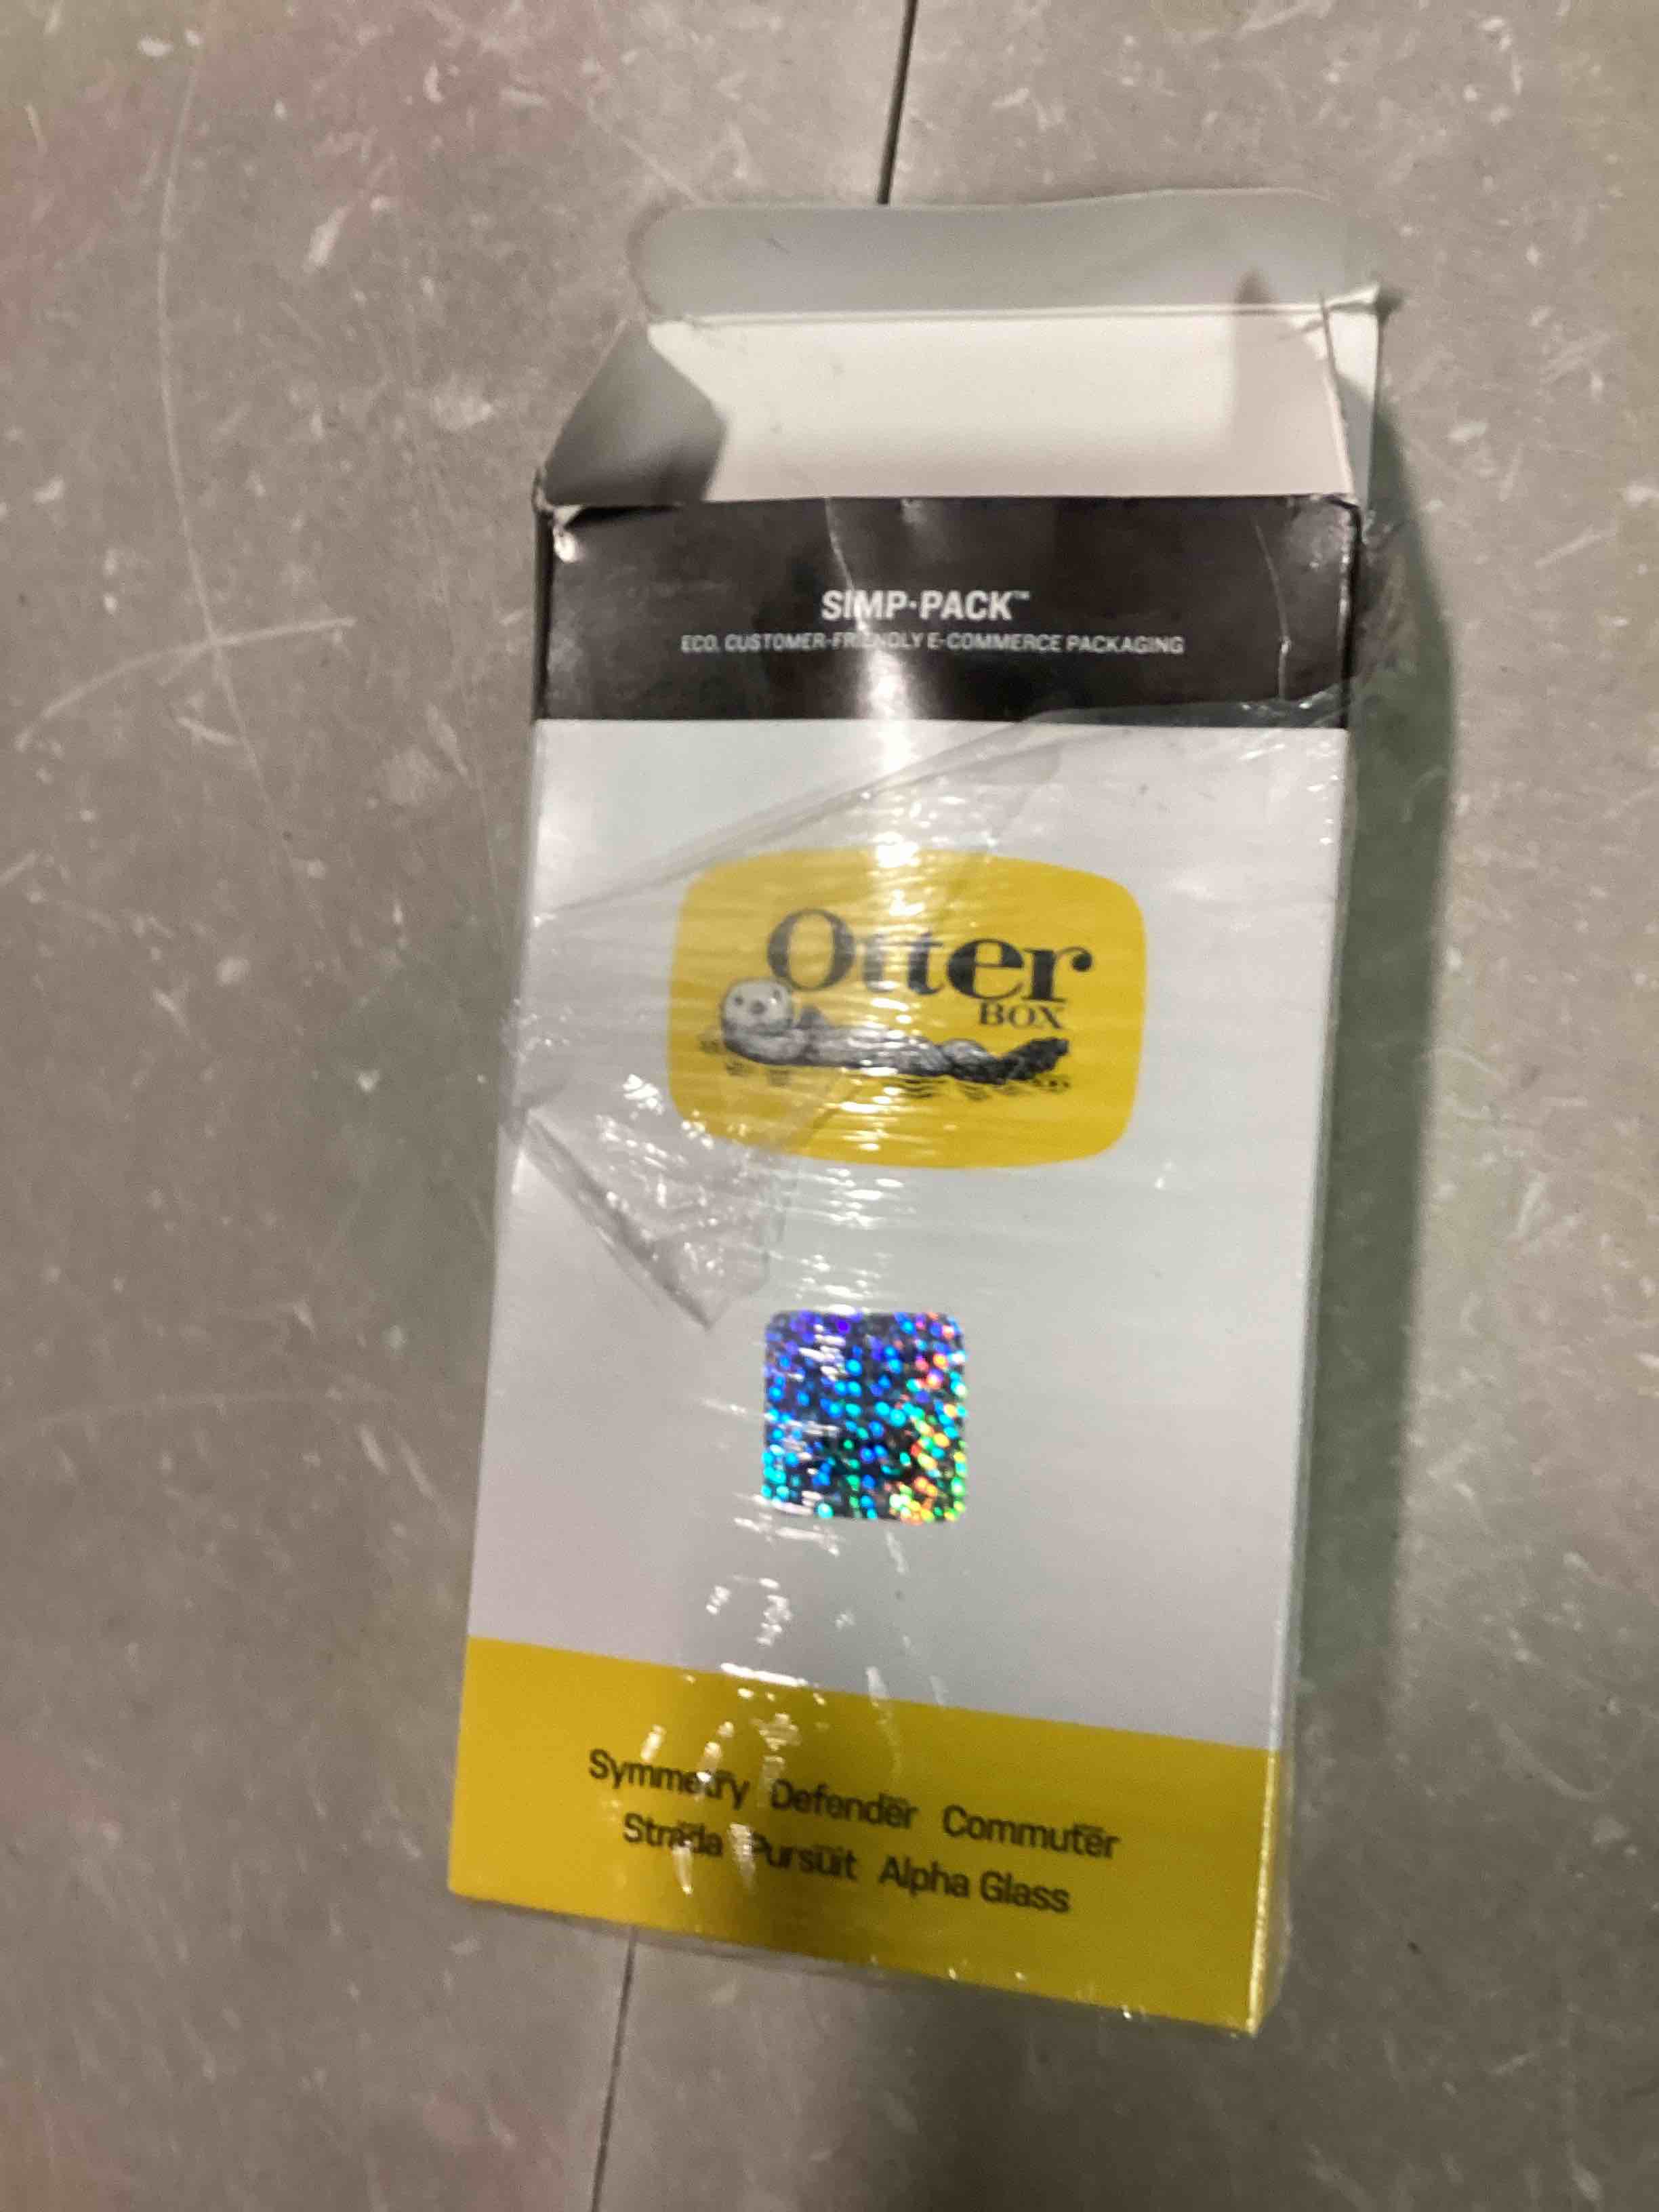 SIMP·PACK™
ECO, CUSTOMER-FRIENDLY E-COMMERCE PACKAGING
Otter
BOX
Symmetry Defender Commuter
Strada Pursuit Alpha Glass